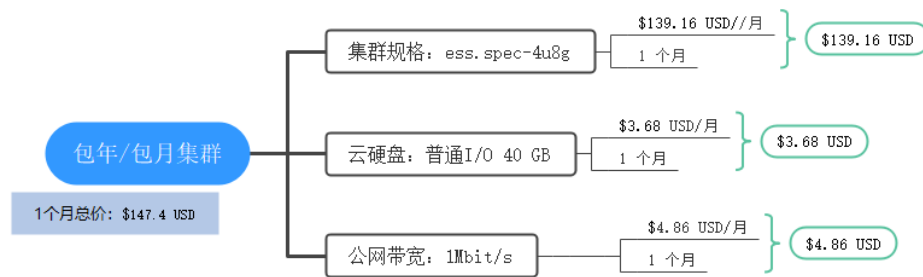 包年/包月集群
1个月总价：$147.4 USD
集群规格：ess.spec-4u8g
$139.16 USD//月
1 个月
$139.16 USD
云硬盘：普通I/O 40 GB
$3.68 USD/月
1 个月
$3.68 USD
公网带宽：1Mbit/s
$4.86 USD/月
1 个月
$4.86 USD